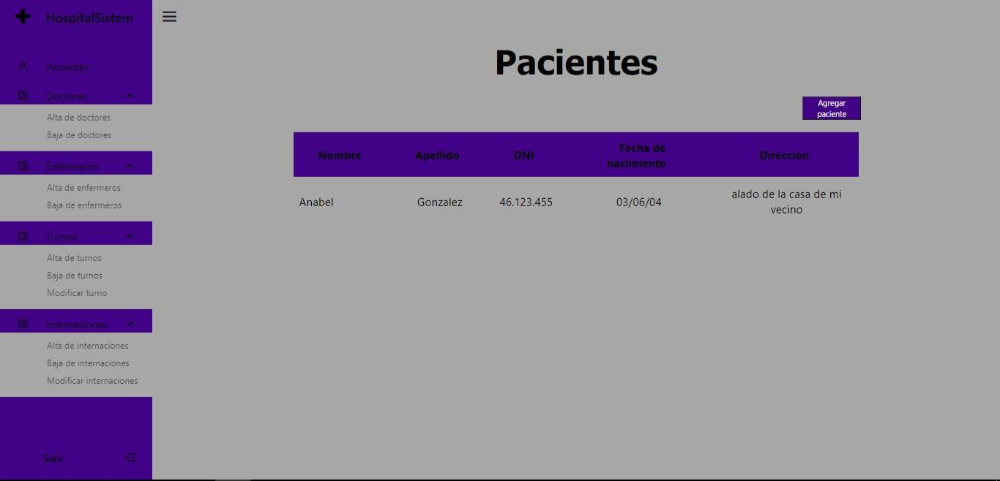 HospitalSistem
Pacientes
Doctores
Alta de doctores
Baja de doctores
Enfermeros
Alta de enfermeros
Baja de enfermeros
Turnos
Alta de turnos
Baja de turnos
Modificar turno
Internaciones
Alta de internaciones
Baja de internaciones
Modificar internaciones
Salir
Pacientes
Agregar
paciente
Nombre Apellido DNI Fecha de nacimiento Direccion
Anabel Gonzalez 46.123.455 03/06/04 alado de la casa de mi
vecino